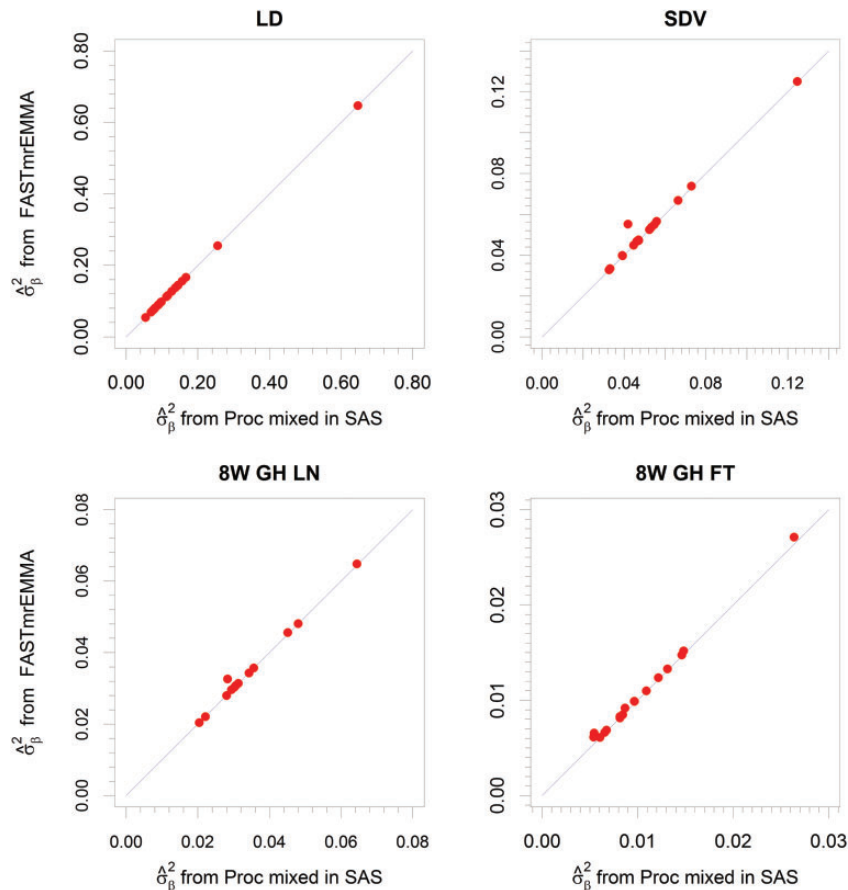 LD
0.80
0.60
0.40
0.20
0.00
σ̂²β from FASTmrEMMA
0.00 0.20 0.40 0.60 0.80
σ̂²β from Proc mixed in SAS
SDV
0.12
0.08
0.04
0.00
0.00 0.04 0.08 0.12
σ̂²β from Proc mixed in SAS
8W GH LN
0.08
0.06
0.04
0.02
0.00
σ̂²β from FASTmrEMMA
0.00 0.02 0.04 0.06 0.08
σ̂²β from Proc mixed in SAS
8W GH FT
0.03
0.02
0.01
0.00
0.00 0.01 0.02 0.03
σ̂²β from Proc mixed in SAS